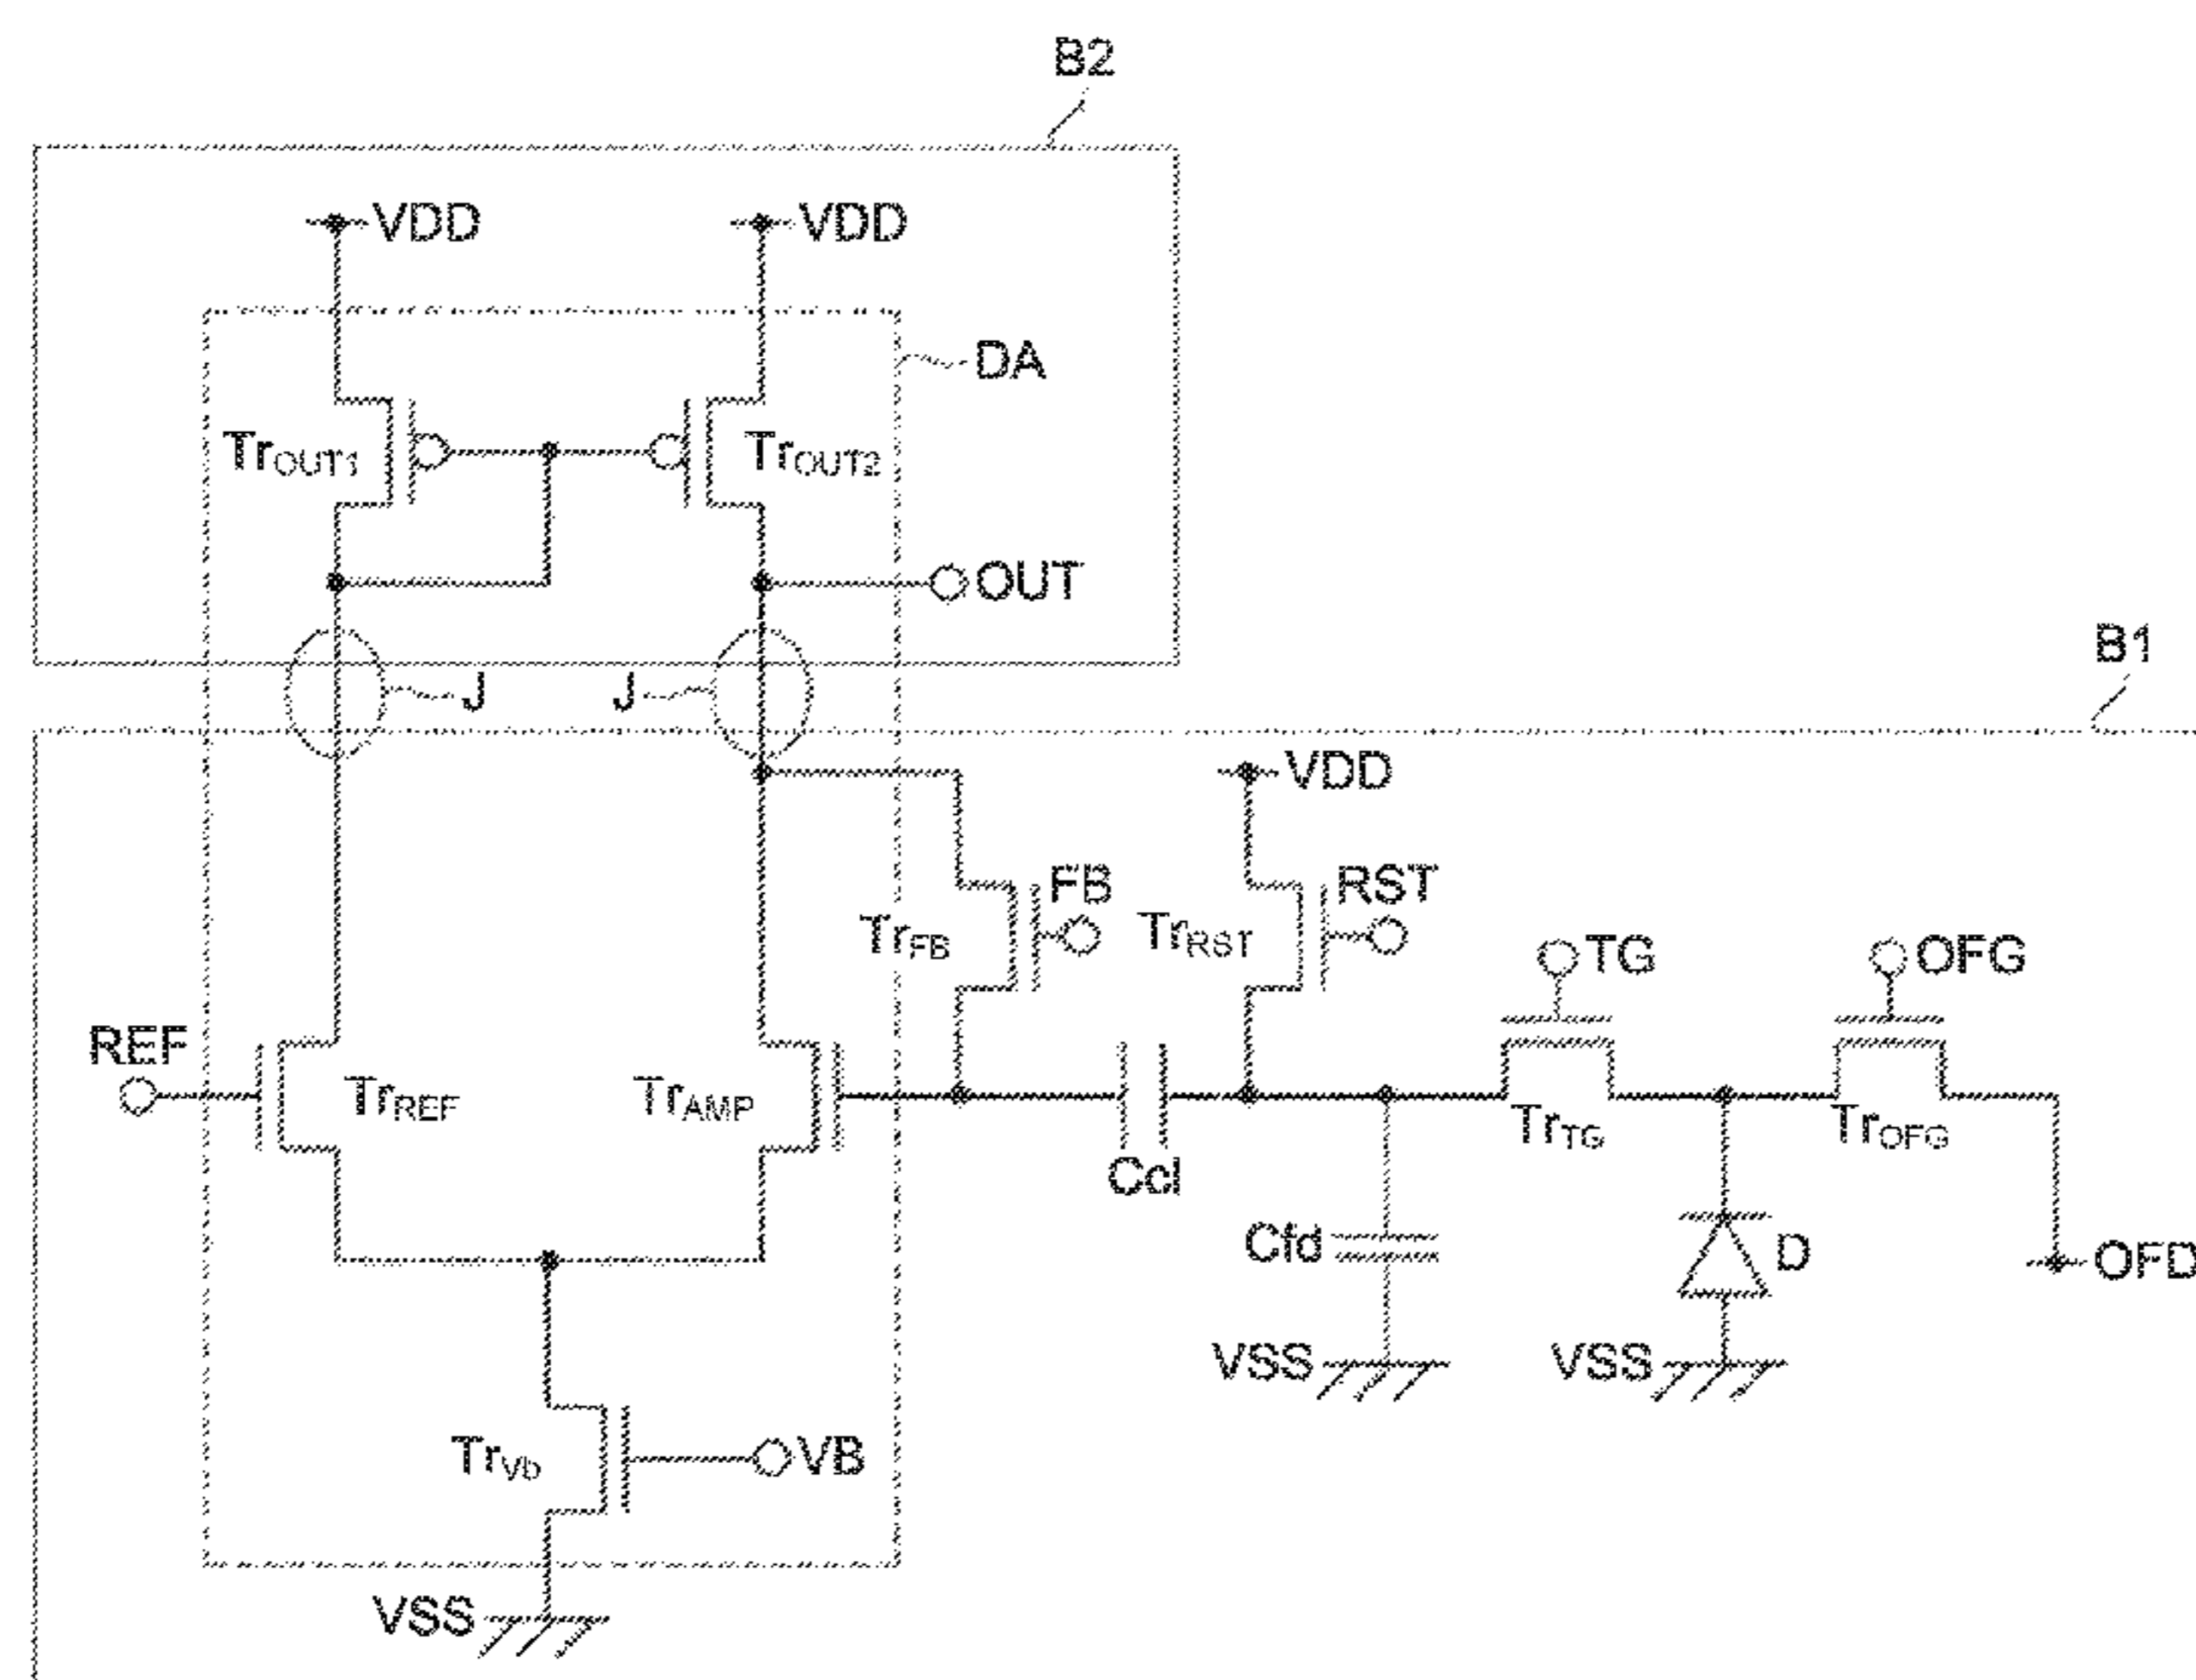 B2
VDD VDD
DA
TrOUT1 TrOUT2
OUT
B1
J J
VDD
FB RST
TrFB TrRST
TG OFG
REF
TrREF TrAMP
TrTG TrOFG
Ccl
Cfd D OFD
VSS VSS
TrVb VB
VSS